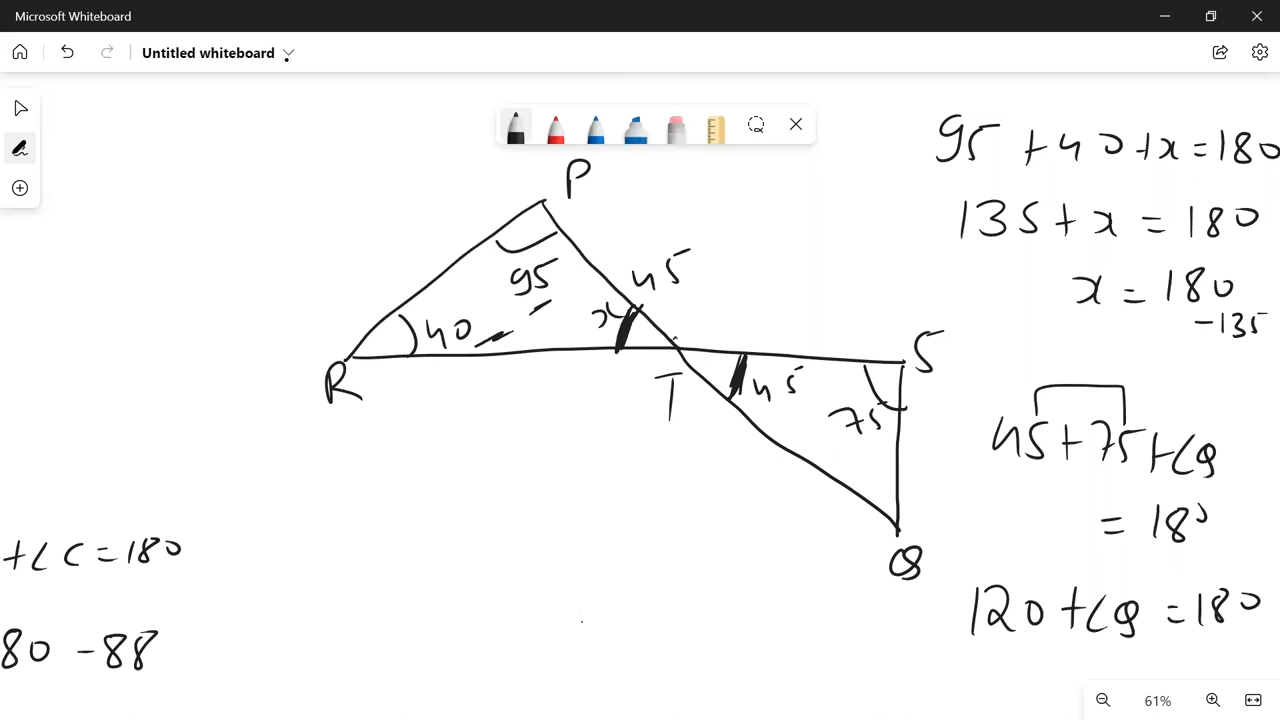 Microsoft Whiteboard
Untitled whiteboard
P
95
40
x
45
R
T
45
75
S
Q
95 + 40 + x = 180
135 + x = 180
x = 180
-135
45 + 75 + ∠Q
= 180
120 + ∠Q = 180
+ ∠C = 180
80 - 88
61%